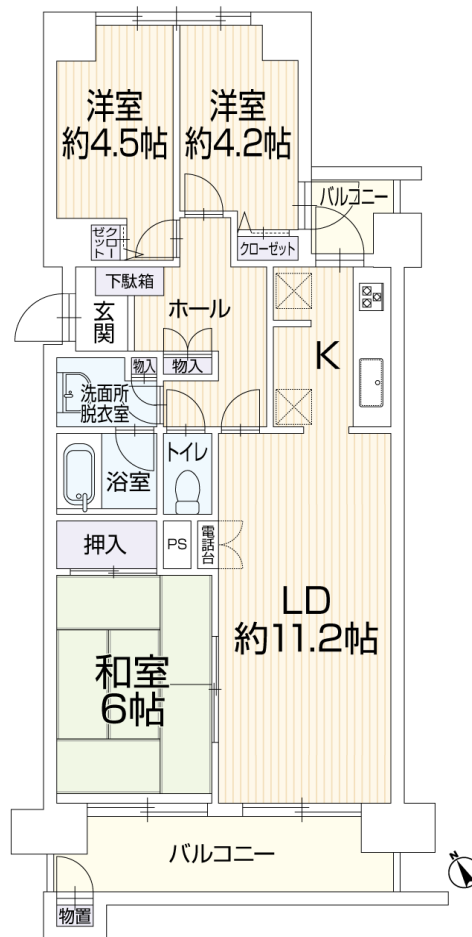 洋室
約4.5帖
洋室
約4.2帖
バルコニー
クロー
ゼット
クローゼット
下駄箱
玄関
ホール
物入
物入
K
洗面所
脱衣室
浴室
トイレ
押入
PS
電話台
LD
約11.2帖
和室
6帖
バルコニー
物置
N